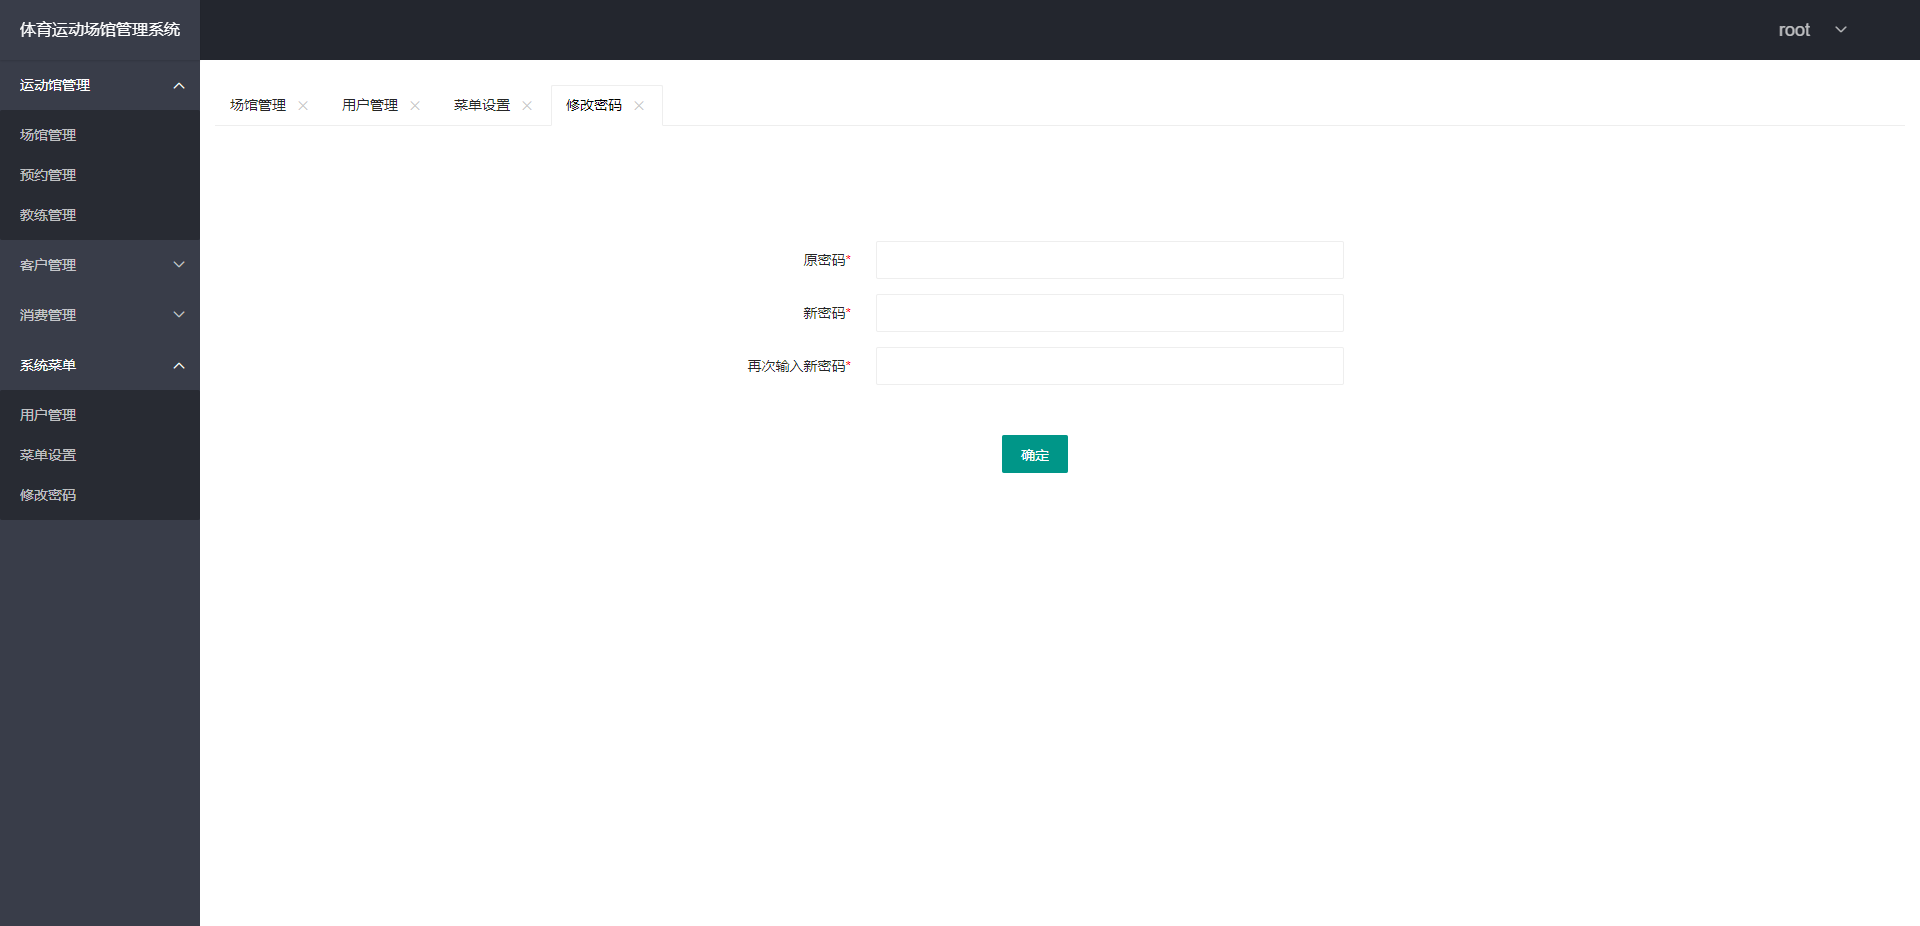 体育运动场馆管理系统
root
运动馆管理
场馆管理
预约管理
教练管理
客户管理
消费管理
系统菜单
用户管理
菜单设置
修改密码
场馆管理 用户管理 菜单设置 修改密码
原密码*
新密码*
再次输入新密码*
确定